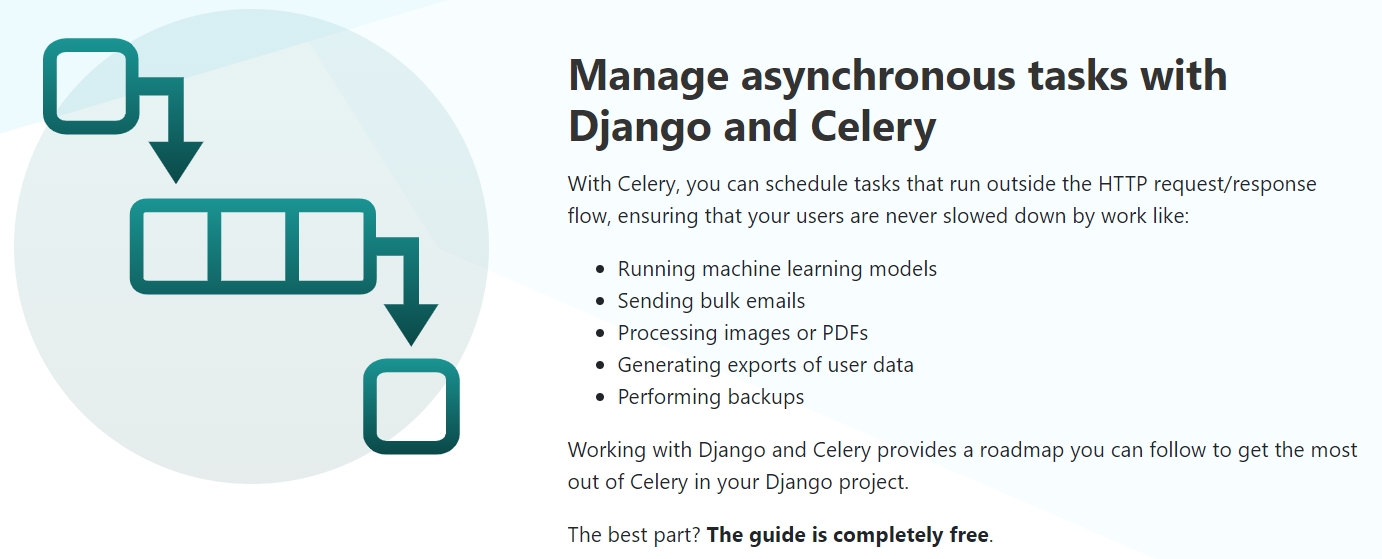 Manage asynchronous tasks with
Django and Celery
With Celery, you can schedule tasks that run outside the HTTP request/response
flow, ensuring that your users are never slowed down by work like:
• Running machine learning models
• Sending bulk emails
• Processing images or PDFs
• Generating exports of user data
• Performing backups
Working with Django and Celery provides a roadmap you can follow to get the most
out of Celery in your Django project.
The best part? The guide is completely free.